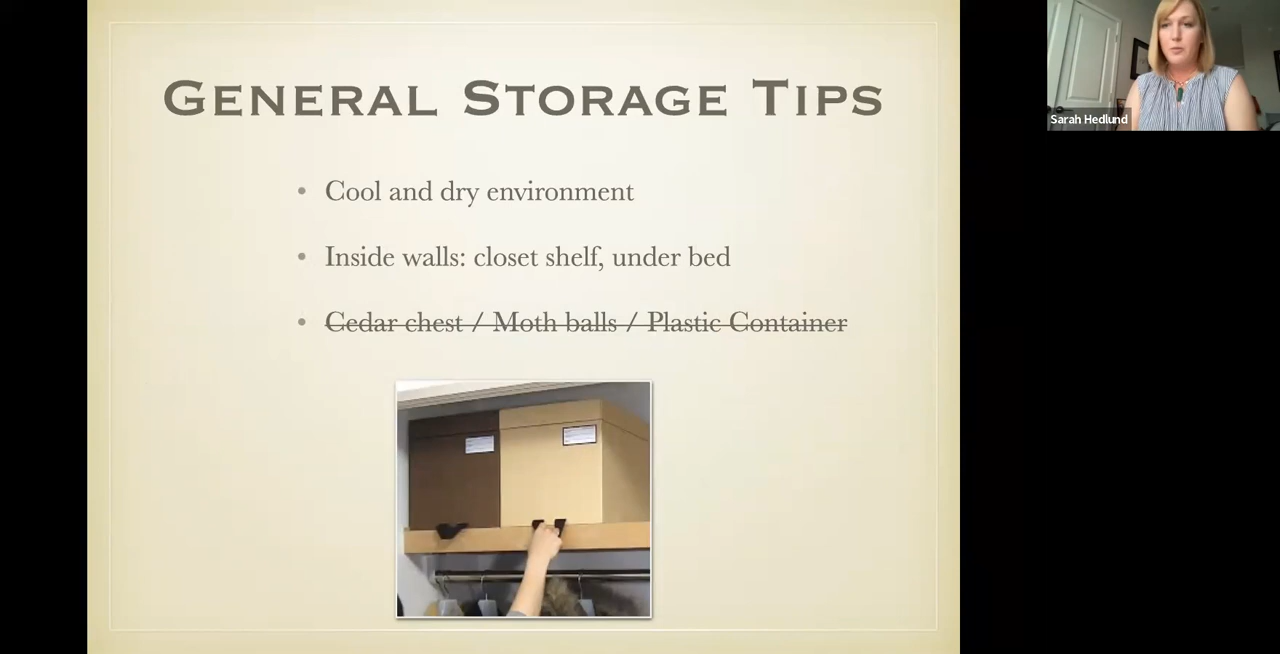 General Storage Tips
• Cool and dry environment
• Inside walls: closet shelf, under bed
• Cedar chest / Moth balls / Plastic Container
Sarah Hedlund